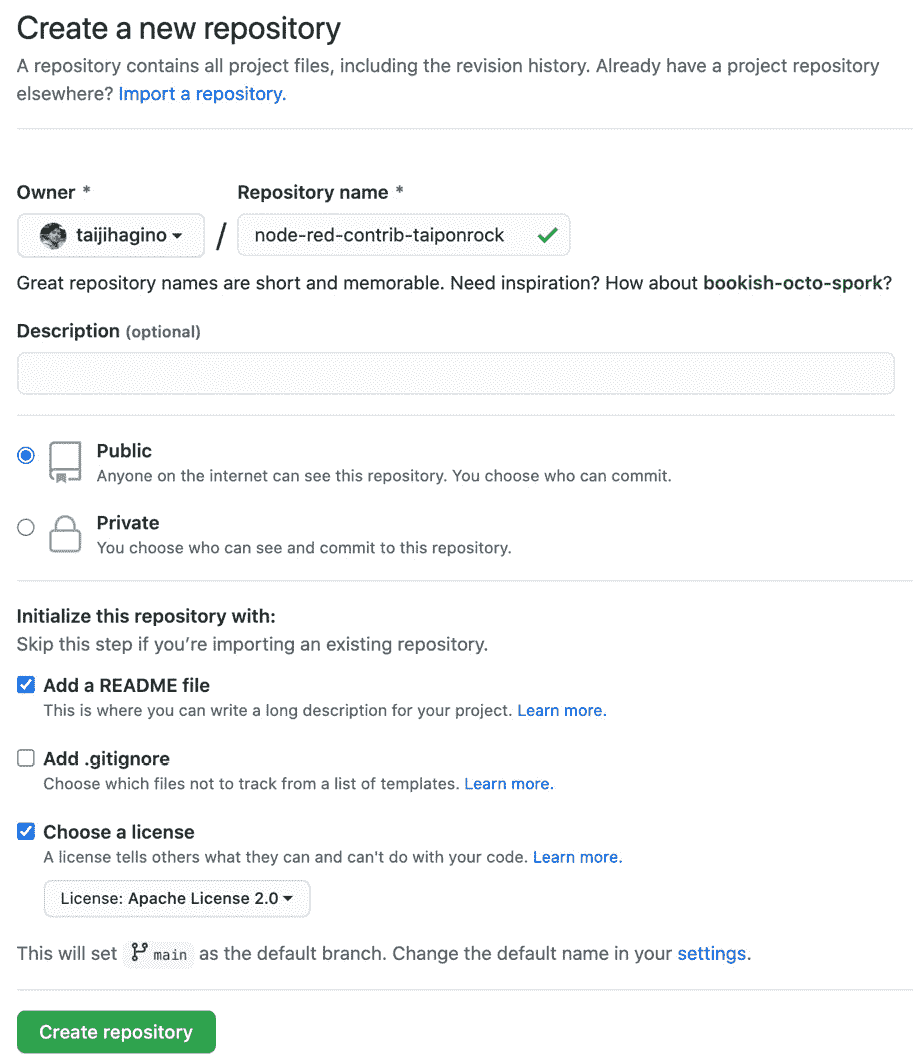 Create a new repository
A repository contains all project files, including the revision history. Already have a project repository
elsewhere? Import a repository.
Owner * Repository name *
taijihagino / node-red-contrib-taiponrock
Great repository names are short and memorable. Need inspiration? How about bookish-octo-spork?
Description (optional)
Public
Anyone on the internet can see this repository. You choose who can commit.
Private
You choose who can see and commit to this repository.
Initialize this repository with:
Skip this step if you’re importing an existing repository.
Add a README file
This is where you can write a long description for your project. Learn more.
Add .gitignore
Choose which files not to track from a list of templates. Learn more.
Choose a license
A license tells others what they can and can't do with your code. Learn more.
License: Apache License 2.0
This will set main as the default branch. Change the default name in your settings.
Create repository